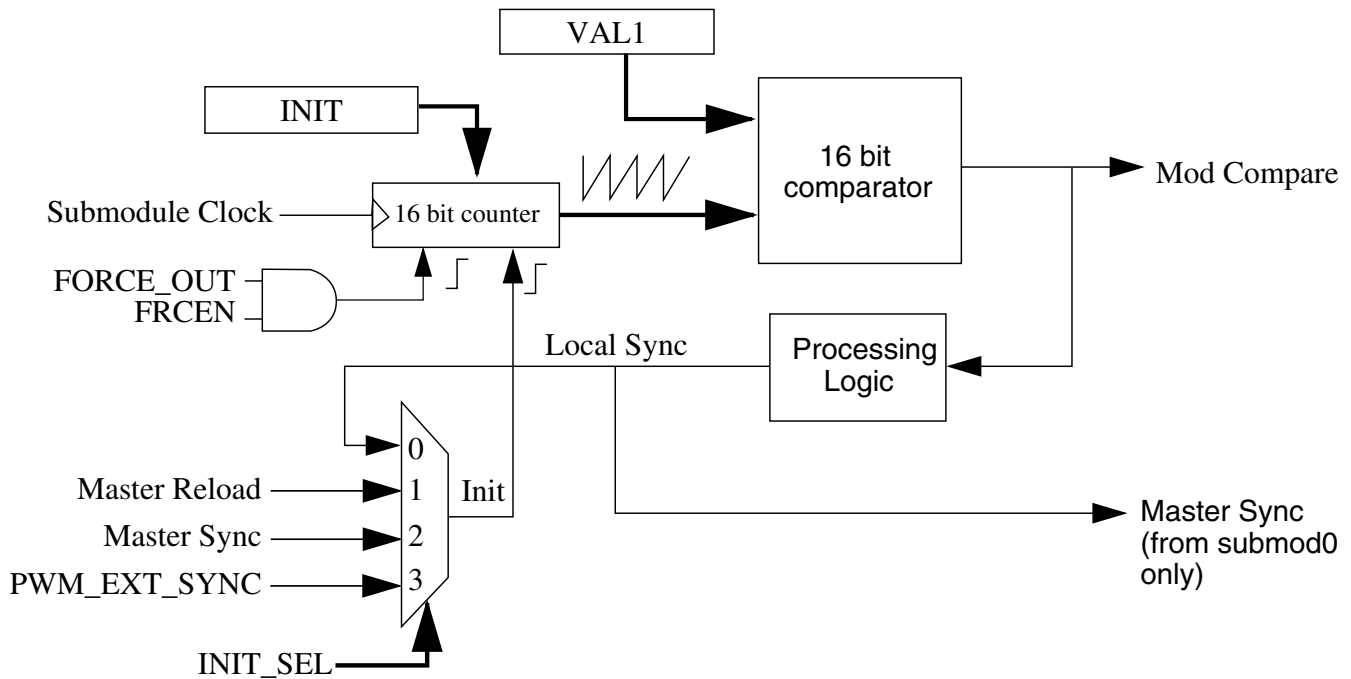 VAL1
INIT
16 bit
comparator
Mod Compare
Submodule Clock
16 bit counter
FORCE_OUT
FRCEN
Local Sync
Processing
Logic
0
Master Reload
1
Init
Master Sync
2
PWM_EXT_SYNC
3
Master Sync
(from submod0
only)
INIT_SEL